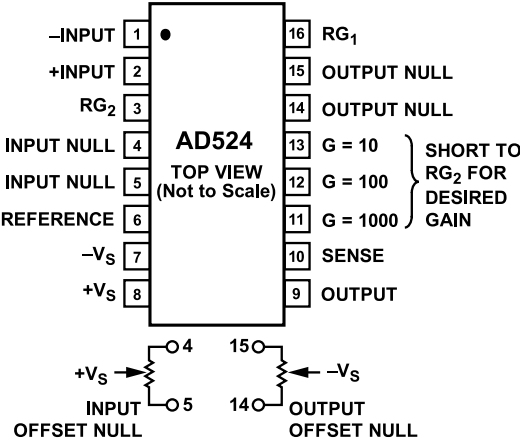 –INPUT 1
+INPUT 2
RG2 3
INPUT NULL 4
INPUT NULL 5
REFERENCE 6
–VS 7
+VS 8
AD524
TOP VIEW
(Not to Scale)
16 RG1
15 OUTPUT NULL
14 OUTPUT NULL
13 G = 10
12 G = 100
11 G = 1000
10 SENSE
9 OUTPUT
SHORT TO
RG2 FOR
DESIRED
GAIN
+VS
4
5
INPUT
OFFSET NULL
15
14
–VS
OUTPUT
OFFSET NULL